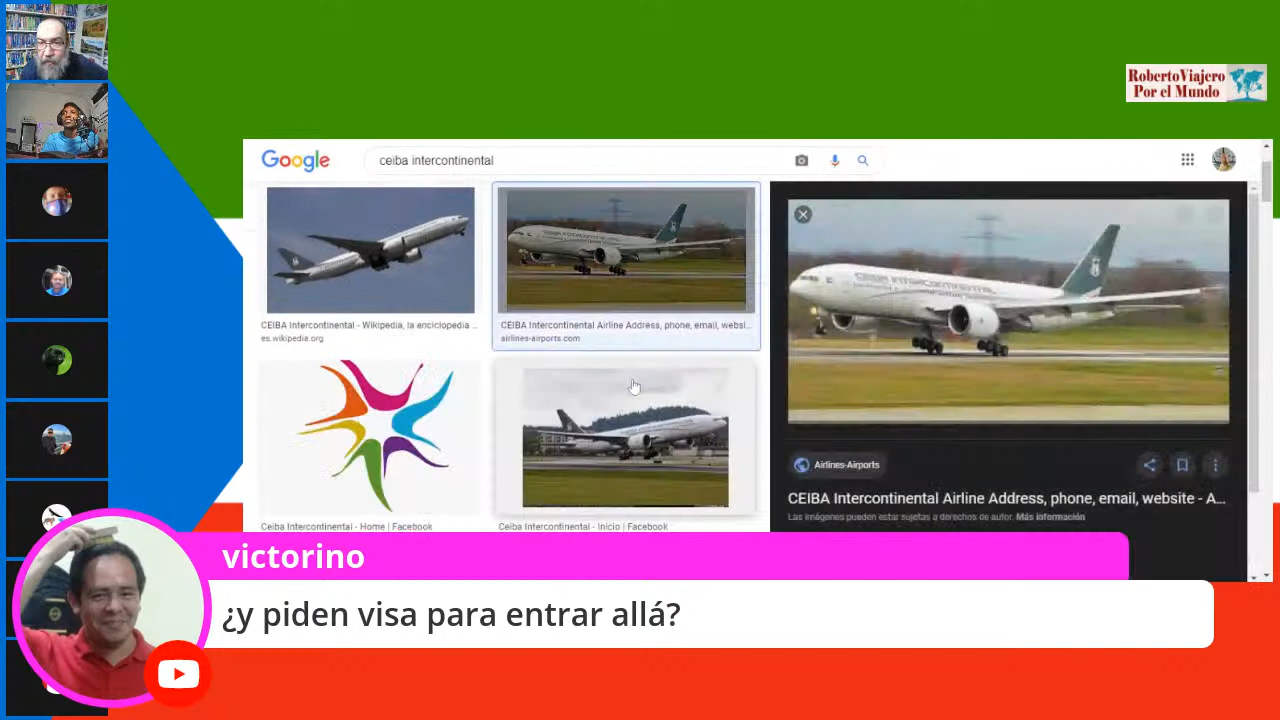 RobertoViajero
Por el Mundo
Google
ceiba intercontinental
CEIBA Intercontinental - Wikipedia, la enciclopedia ...
es.wikipedia.org
CEIBA Intercontinental Airline Address, phone, email, websi...
airlines-airports.com
Airlines-Airports
CEIBA Intercontinental Airline Address, phone, email, website - A...
Las imágenes pueden estar sujetas a derechos de autor. Más información
Ceiba Intercontinental - Home | Facebook
Ceiba Intercontinental - Inicio | Facebook
victorino
¿y piden visa para entrar allá?